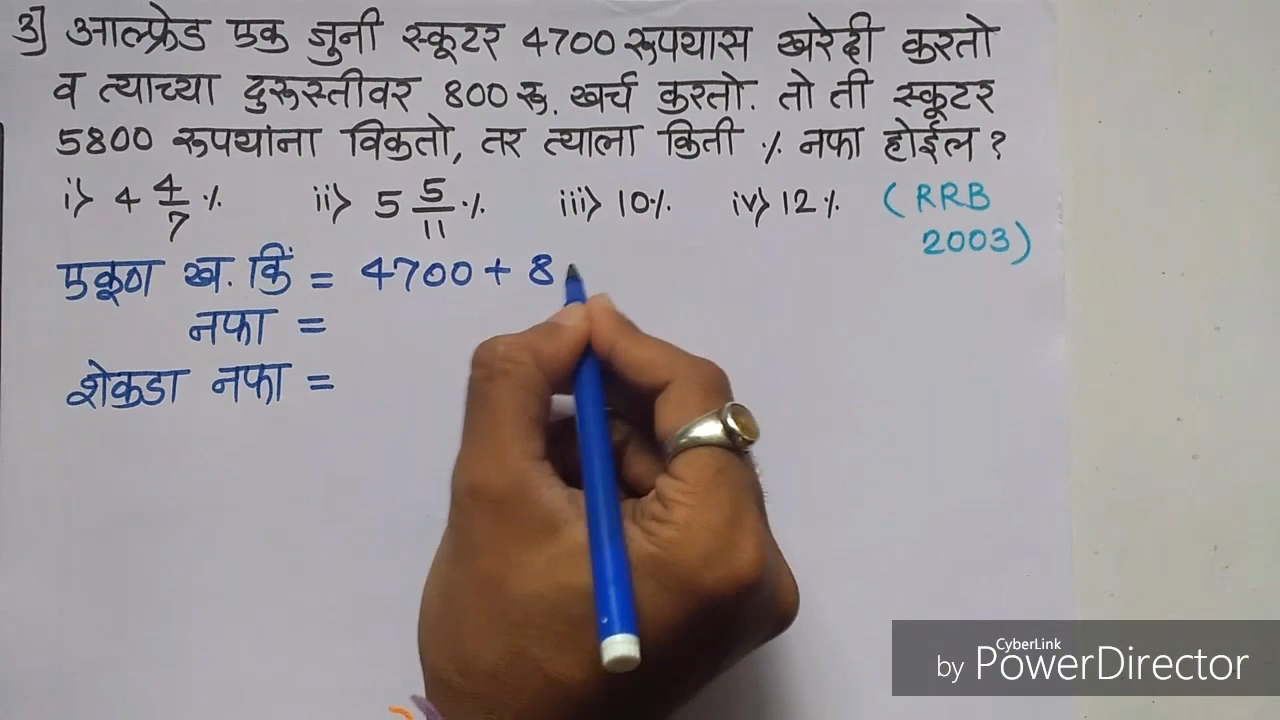 3] आल्फ्रेड एक जुनी स्कूटर 4700 रूपयास खरेदी करतो
व त्याच्या दुरूस्तीवर 800 रू. खर्च करतो. तो ती स्कूटर
5800 रूपयांना विकतो, तर त्याला किती % नफा होईल ?
i> 4 4/7 % ii> 5 5/11 % iii> 10% iv> 12 % (RRB
2003)
एकूण ख. किं = 4700 + 8
नफा =
शेकडा नफा =
CyberLink
by PowerDirector